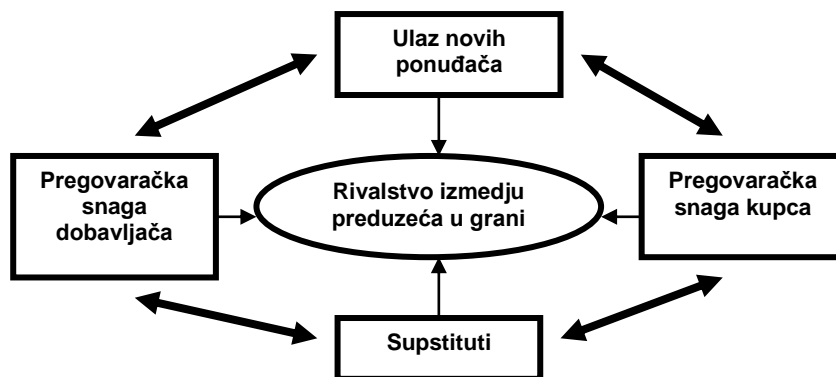 Ulaz novih
ponuđača
Pregovaračka
snaga
dobavljača
Rivalstvo izmedju
preduzeća u grani
Pregovaračka
snaga kupca
Supstituti